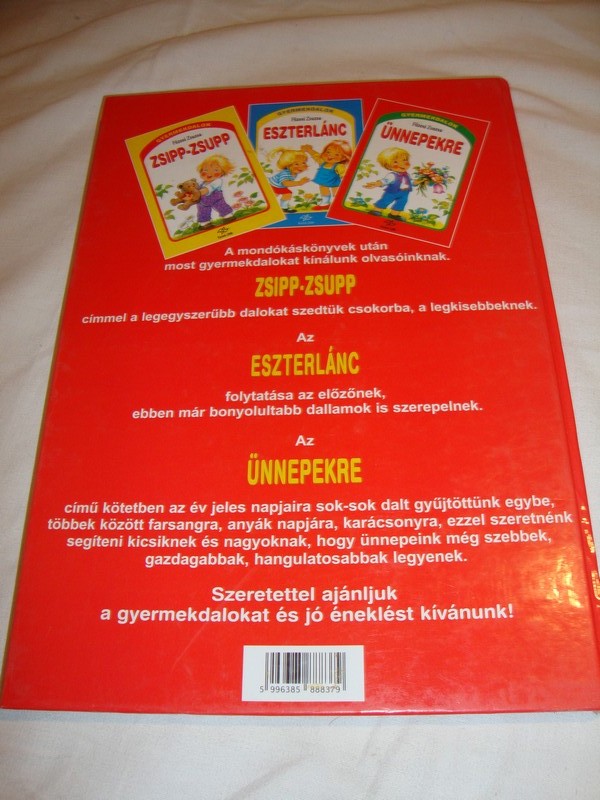 GYERMEKDALOK
ZSIPP-ZSUPP
GYERMEKDALOK
ESZTERLÁNC
GYERMEKDALOK
ÜNNEPEKRE
A mondókáskönyvek után
most gyermekdalokat kínálunk olvasóinknak.
ZSIPP-ZSUPP
címmel a legegyszerűbb dalokat szedtük csokorba, a legkisebbeknek.
Az
ESZTERLÁNC
folytatása az előzőnek,
ebben már bonyolultabb dallamok is szerepelnek.
Az
ÜNNEPEKRE
című kötetben az év jeles napjaira sok-sok dalt gyűjtöttünk egybe,
többek között farsangra, anyák napjára, karácsonyra, ezzel szeretnénk
segíteni kicsiknek és nagyoknak, hogy ünnepeink még szebbek,
gazdagabbak, hangulatosabbak legyenek.
Szeretettel ajánljuk
a gyermekdalokat és jó éneklést kívánunk!
5 996385 888379